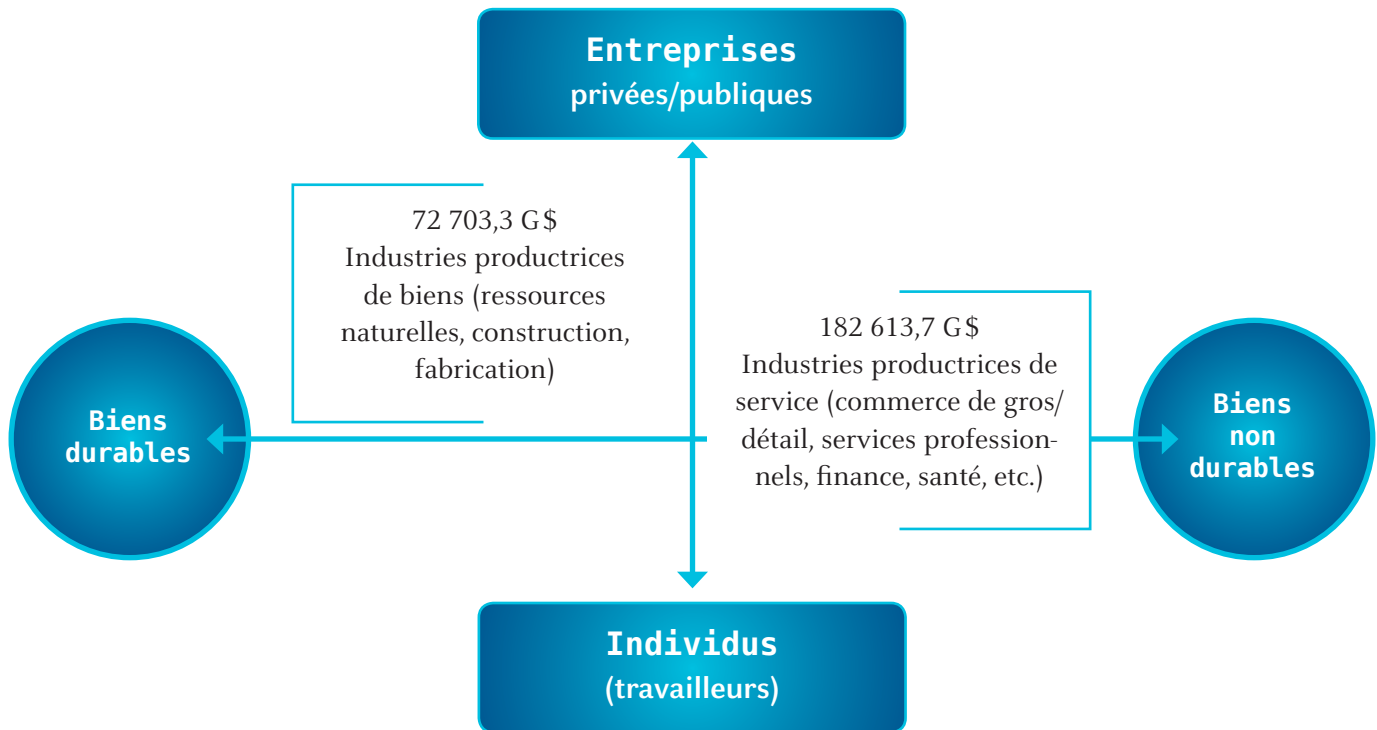 Entreprises
privées/publiques
72 703,3 G$
Industries productrices
de biens (ressources
naturelles, construction,
fabrication)
182 613,7 G$
Industries productrices de
service (commerce de gros/
détail, services profession-
nels, finance, santé, etc.)
Biens
durables
Biens
non
durables
Individus
(travailleurs)